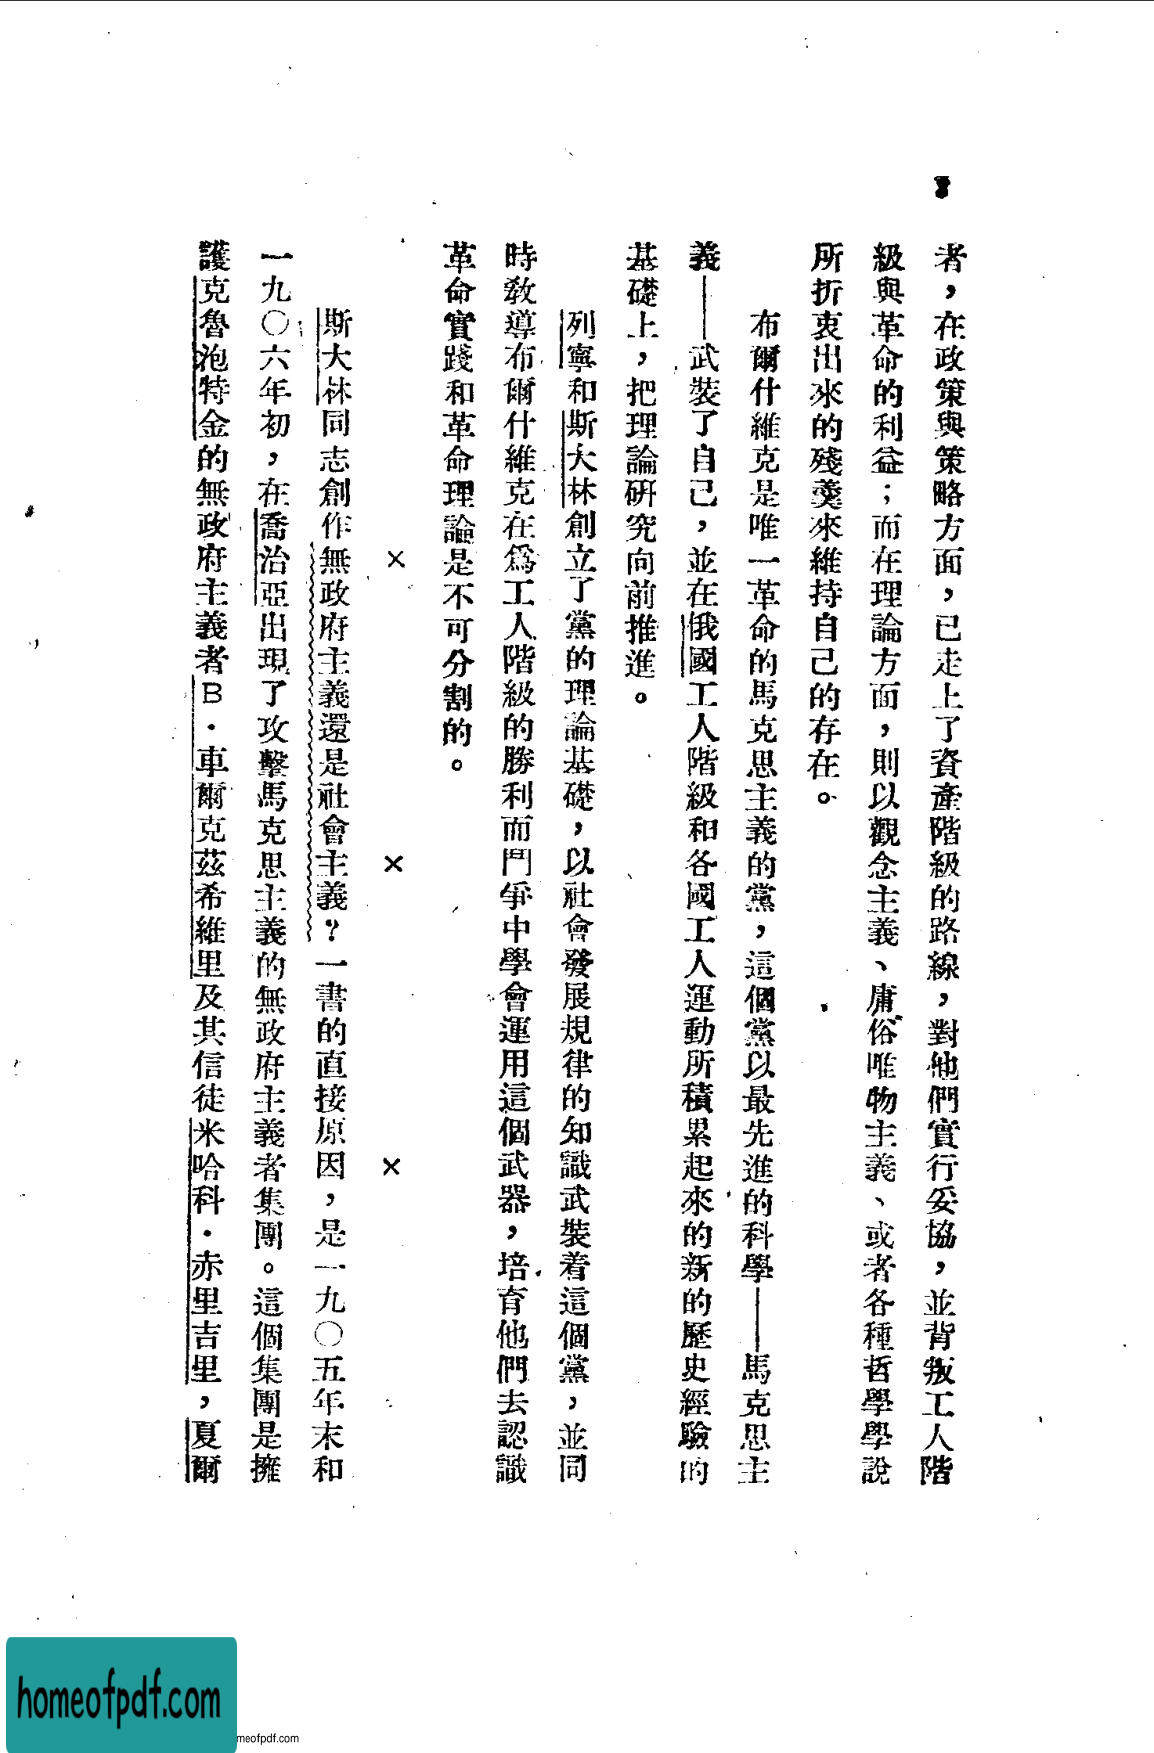 者，在政策與策略方面，已走上了資產階級的路線，對他們實行妥協，並背叛工人階
級與革命的利益；而在理論方面，則以觀念主義、庸俗唯物主義、或者各種哲學學說
所折衷出來的殘羹來維持自己的存在。
布爾什維克是唯一革命的馬克思主義的黨，這個黨以最先進的科學——馬克思主
義——武裝了自己，並在俄國工人階級和各國工人運動所積累起來的新的歷史經驗的
基礎上，把理論研究向前推進。
列寧和斯大林創立了黨的理論基礎，以社會發展規律的知識武裝着這個黨，並同
時教導布爾什維克在爲工人階級的勝利而鬥爭中學會運用這個武器，培育他們去認識
革命實踐和革命理論是不可分割的。
× × ×
斯大林同志創作無政府主義還是社會主義？一書的直接原因，是一九〇五年末和
一九〇六年初，在喬治亞出現了攻擊馬克思主義的無政府主義者集團。這個集團是擁
護克魯泡特金的無政府主義者B·車爾克茲希維里及其信徒米哈科·赤里吉里，夏爾
homeofpdf.com
meofpdf.com